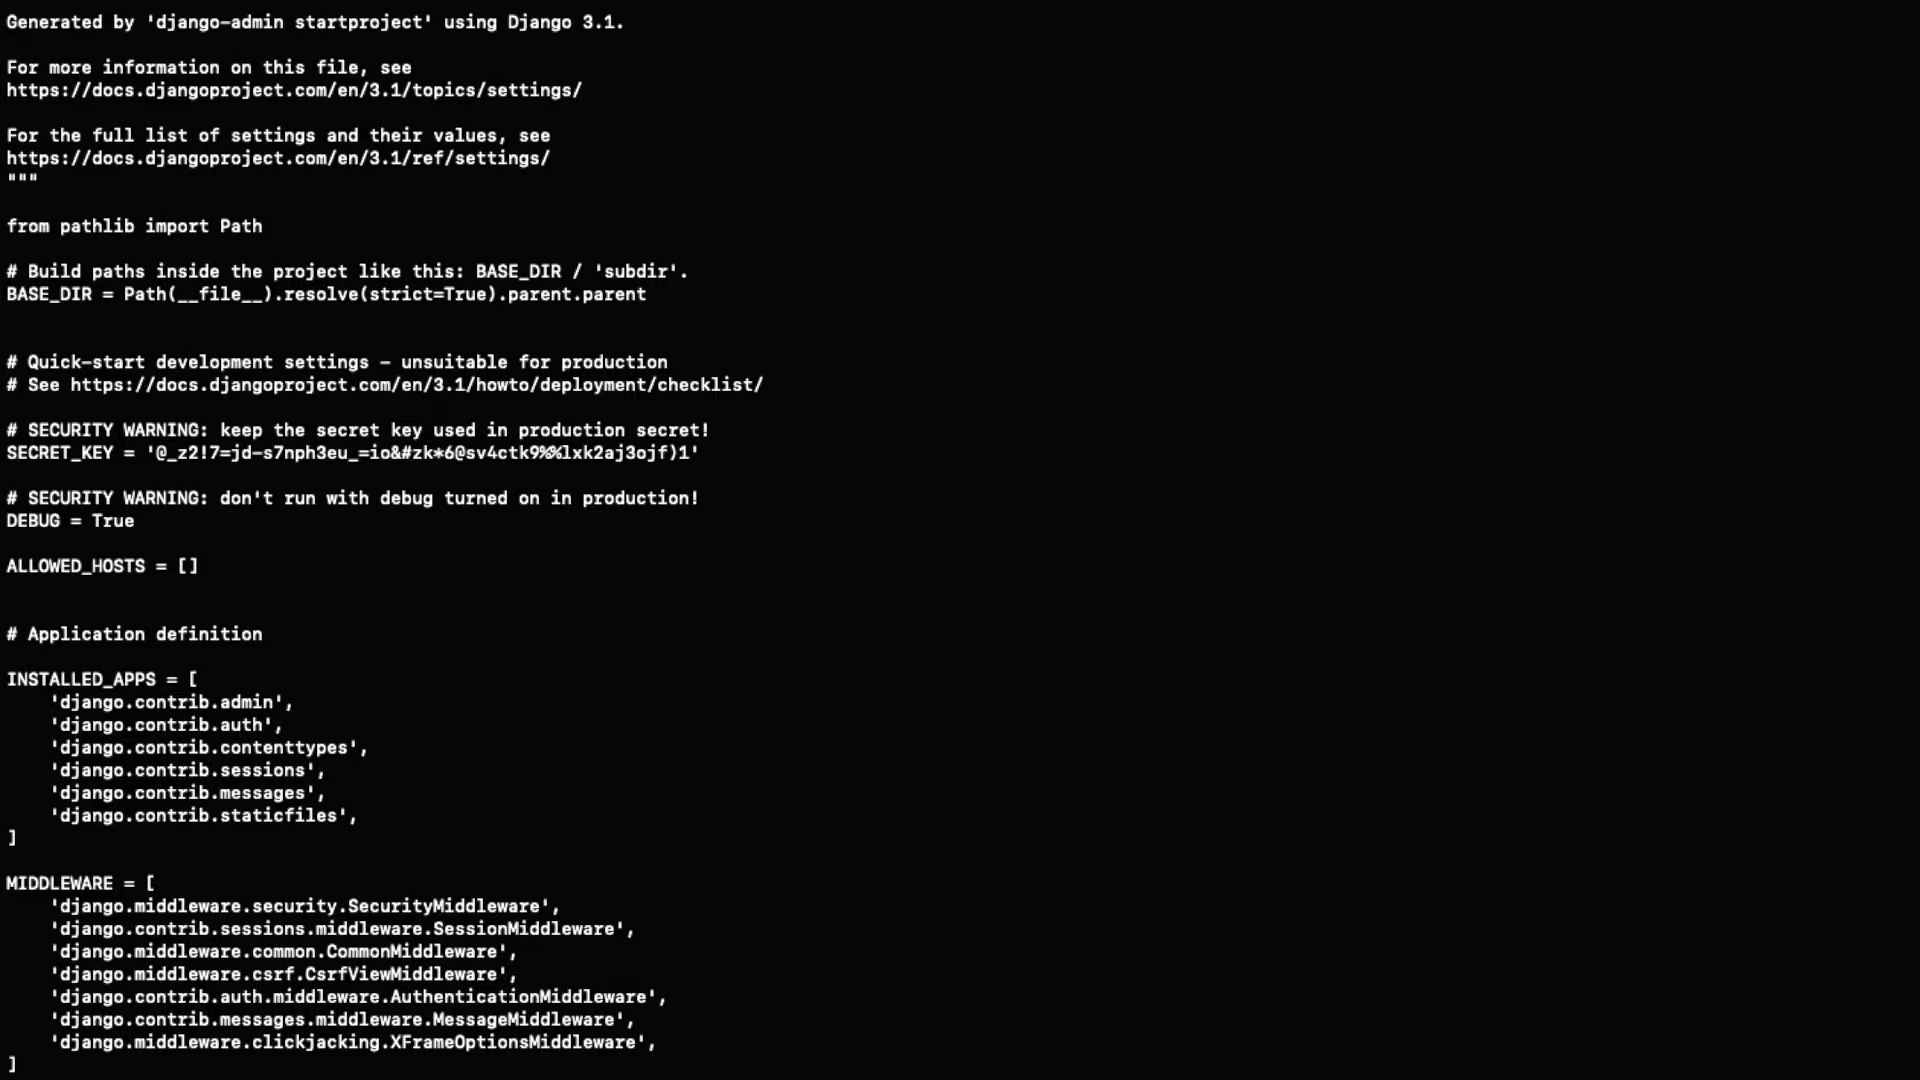 Generated by 'django-admin startproject' using Django 3.1.
For more information on this file, see
https://docs.djangoproject.com/en/3.1/topics/settings/
For the full list of settings and their values, see
https://docs.djangoproject.com/en/3.1/ref/settings/
"""
from pathlib import Path
# Build paths inside the project like this: BASE_DIR / 'subdir'.
BASE_DIR = Path(__file__).resolve(strict=True).parent.parent
# Quick-start development settings - unsuitable for production
# See https://docs.djangoproject.com/en/3.1/howto/deployment/checklist/
# SECURITY WARNING: keep the secret key used in production secret!
SECRET_KEY = '@_z2!7=jd-s7nph3eu_=io&#zk*6@sv4ctk9%%lxk2aj3ojf)1'
# SECURITY WARNING: don't run with debug turned on in production!
DEBUG = True
ALLOWED_HOSTS = []
# Application definition
INSTALLED_APPS = [
    'django.contrib.admin',
    'django.contrib.auth',
    'django.contrib.contenttypes',
    'django.contrib.sessions',
    'django.contrib.messages',
    'django.contrib.staticfiles',
]
MIDDLEWARE = [
    'django.middleware.security.SecurityMiddleware',
    'django.contrib.sessions.middleware.SessionMiddleware',
    'django.middleware.common.CommonMiddleware',
    'django.middleware.csrf.CsrfViewMiddleware',
    'django.contrib.auth.middleware.AuthenticationMiddleware',
    'django.contrib.messages.middleware.MessageMiddleware',
    'django.middleware.clickjacking.XFrameOptionsMiddleware',
]